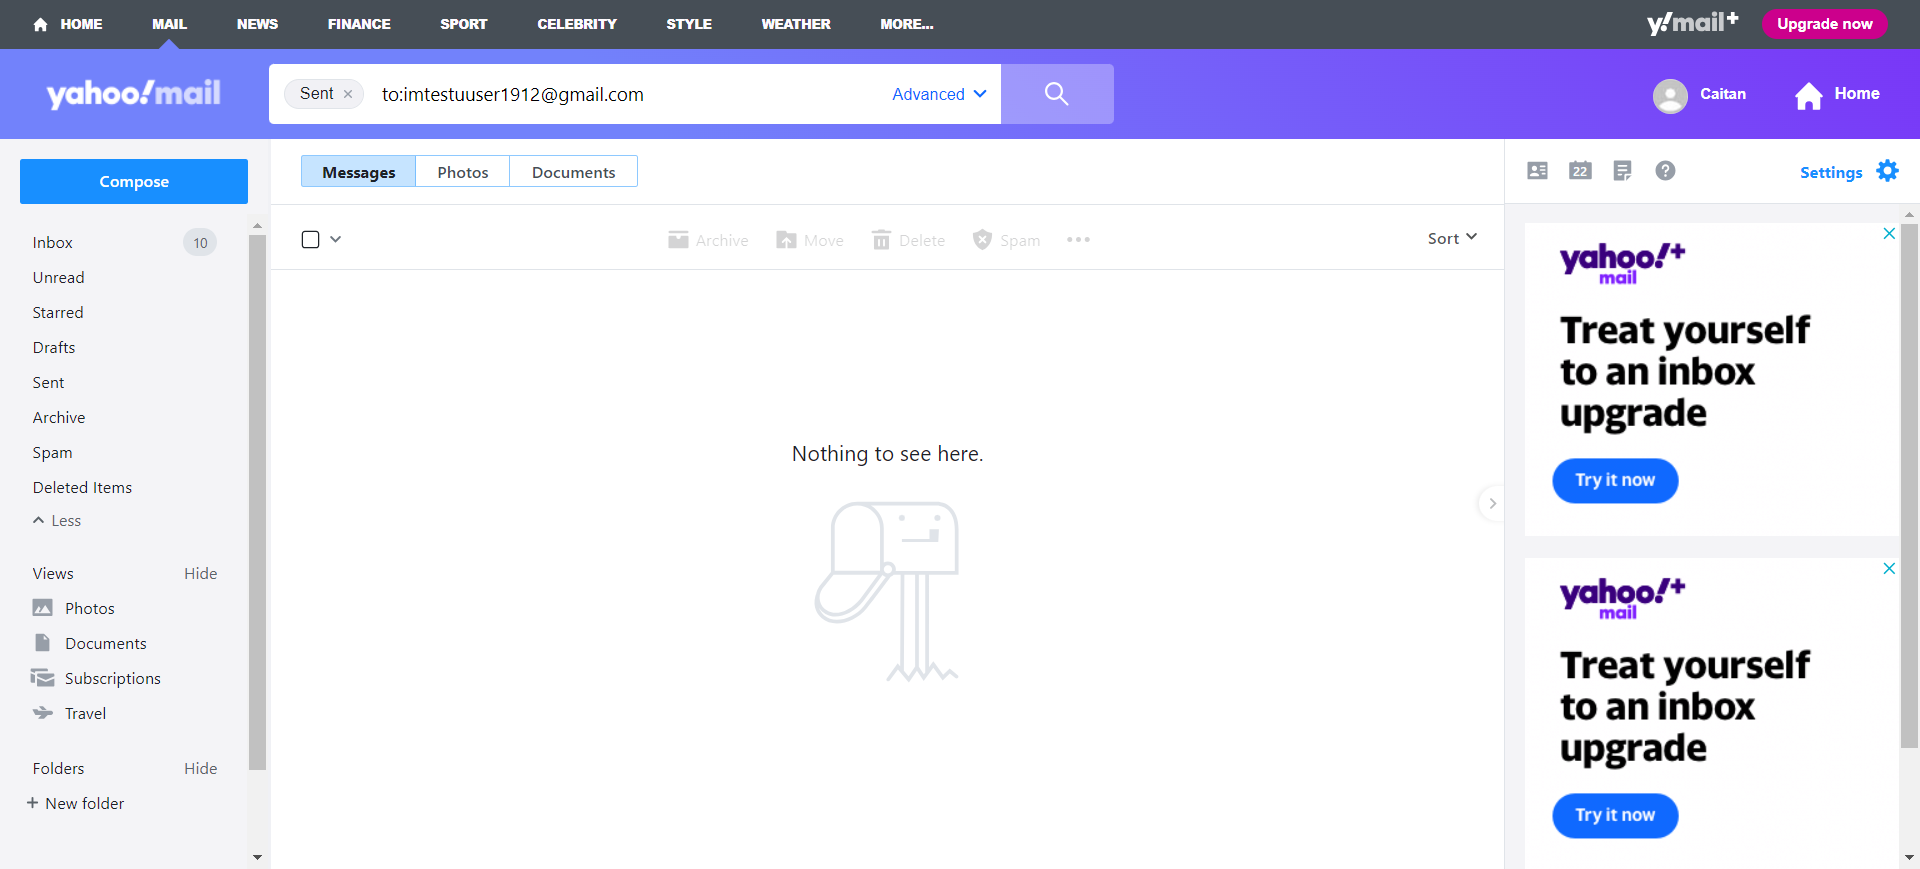 HOME MAIL NEWS FINANCE SPORT CELEBRITY STYLE WEATHER MORE... y!mail+ Upgrade now
yahoo!mail Sent × to:imtestuuser1912@gmail.com Advanced Caitan Home
Compose
Inbox 10
Unread
Starred
Drafts
Sent
Archive
Spam
Deleted Items
Less
Views Hide
Photos
Documents
Subscriptions
Travel
Folders Hide
+ New folder
Messages Photos Documents
Archive Move Delete Spam ••• Sort
Nothing to see here.
22 ? Settings
yahoo!+
mail
Treat yourself
to an inbox
upgrade
Try it now
yahoo!+
mail
Treat yourself
to an inbox
upgrade
Try it now